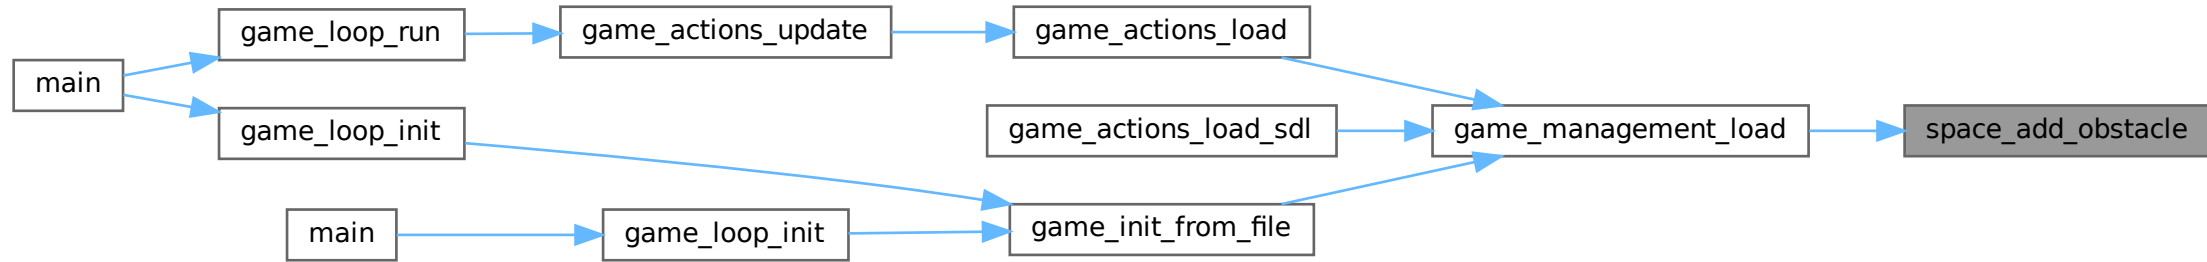 main
game_loop_run
game_actions_update
game_actions_load
game_loop_init
game_actions_load_sdl
game_management_load
space_add_obstacle
main
game_loop_init
game_init_from_file